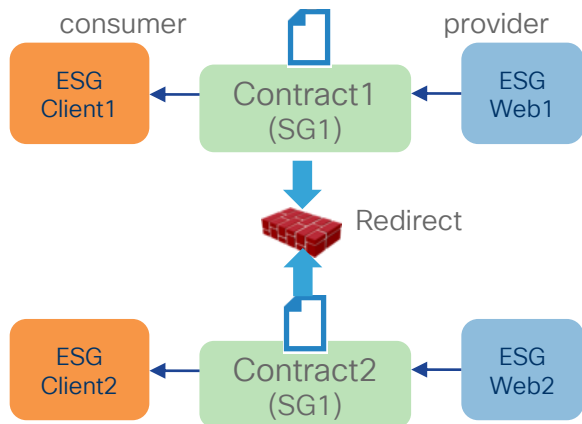 consumer
provider
ESG
Client1
Contract1
(SG1)
ESG
Web1
Redirect
ESG
Client2
Contract2
(SG1)
ESG
Web2